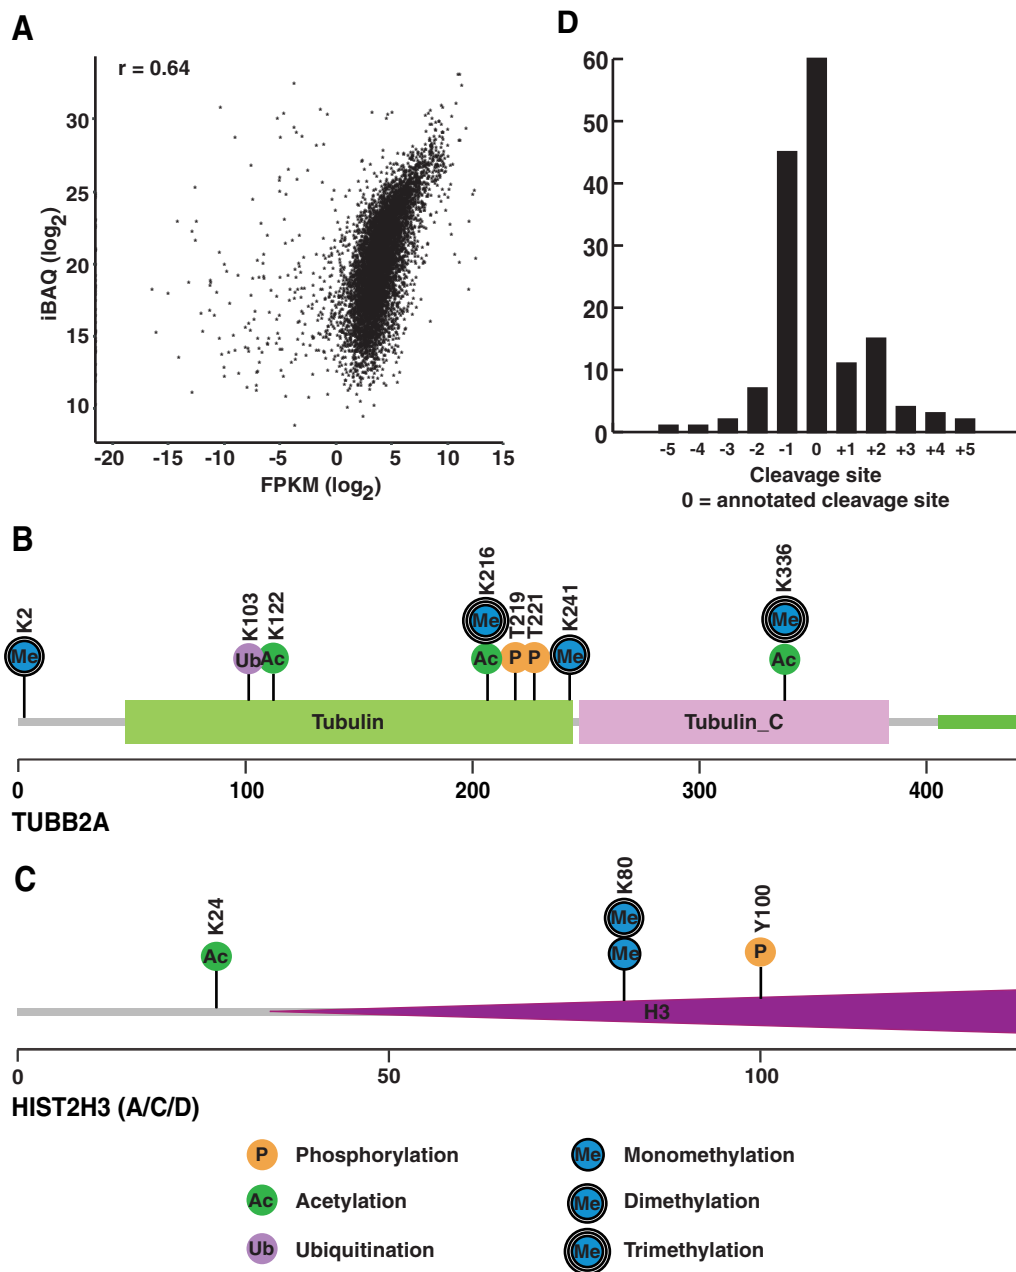 A
r = 0.64
30
25
20
15
10
iBAQ (log2)
-20 -15 -10 -5 0 5 10 15
FPKM (log2)
D
60
50
40
30
20
10
0
-5 -4 -3 -2 -1 0 +1 +2 +3 +4 +5
Cleavage site
0 = annotated cleavage site
B
K2 K103 K122 K216 T219 T221 K241 K336
Me Me Me
Me Ub Ac Ac P P Me Ac
Tubulin Tubulin_C
0 100 200 300 400
TUBB2A
C
K24 K80 Y100
Me
Ac Me P
H3
0 50 100
HIST2H3 (A/C/D)
P Phosphorylation Me Monomethylation
Ac Acetylation Me Dimethylation
Ub Ubiquitination Me Trimethylation